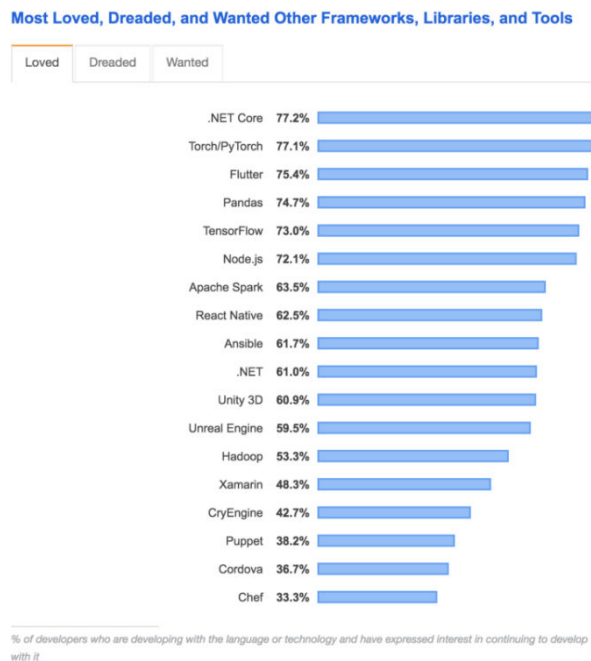 Most Loved, Dreaded, and Wanted Other Frameworks, Libraries, and Tools
Loved Dreaded Wanted
.NET Core 77.2%
Torch/PyTorch 77.1%
Flutter 75.4%
Pandas 74.7%
TensorFlow 73.0%
Node.js 72.1%
Apache Spark 63.5%
React Native 62.5%
Ansible 61.7%
.NET 61.0%
Unity 3D 60.9%
Unreal Engine 59.5%
Hadoop 53.3%
Xamarin 48.3%
CryEngine 42.7%
Puppet 38.2%
Cordova 36.7%
Chef 33.3%
% of developers who are developing with the language or technology and have expressed interest in continuing to develop
with it